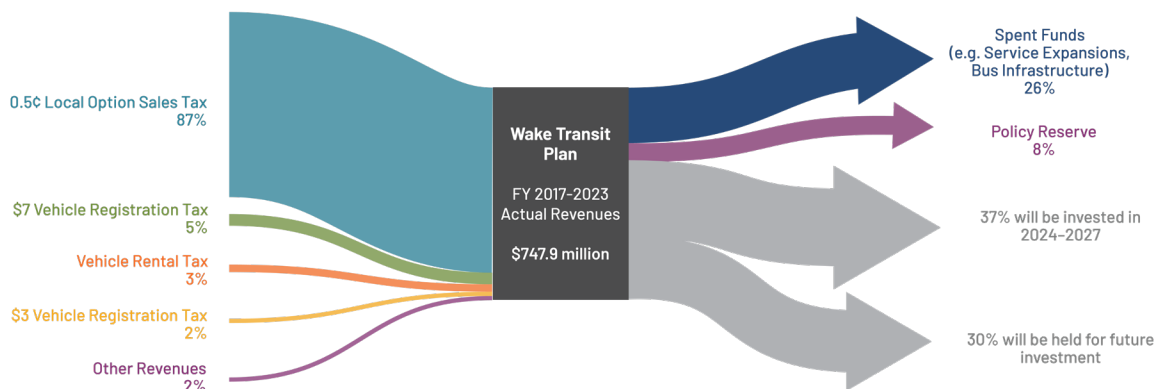 0.5¢ Local Option Sales Tax
87%
$7 Vehicle Registration Tax
5%
Vehicle Rental Tax
3%
$3 Vehicle Registration Tax
2%
Other Revenues
2%
Wake Transit
Plan
FY 2017-2023
Actual Revenues
$747.9 million
Spent Funds
(e.g. Service Expansions,
Bus Infrastructure)
26%
Policy Reserve
8%
37% will be invested in
2024–2027
30% will be held for future
investment